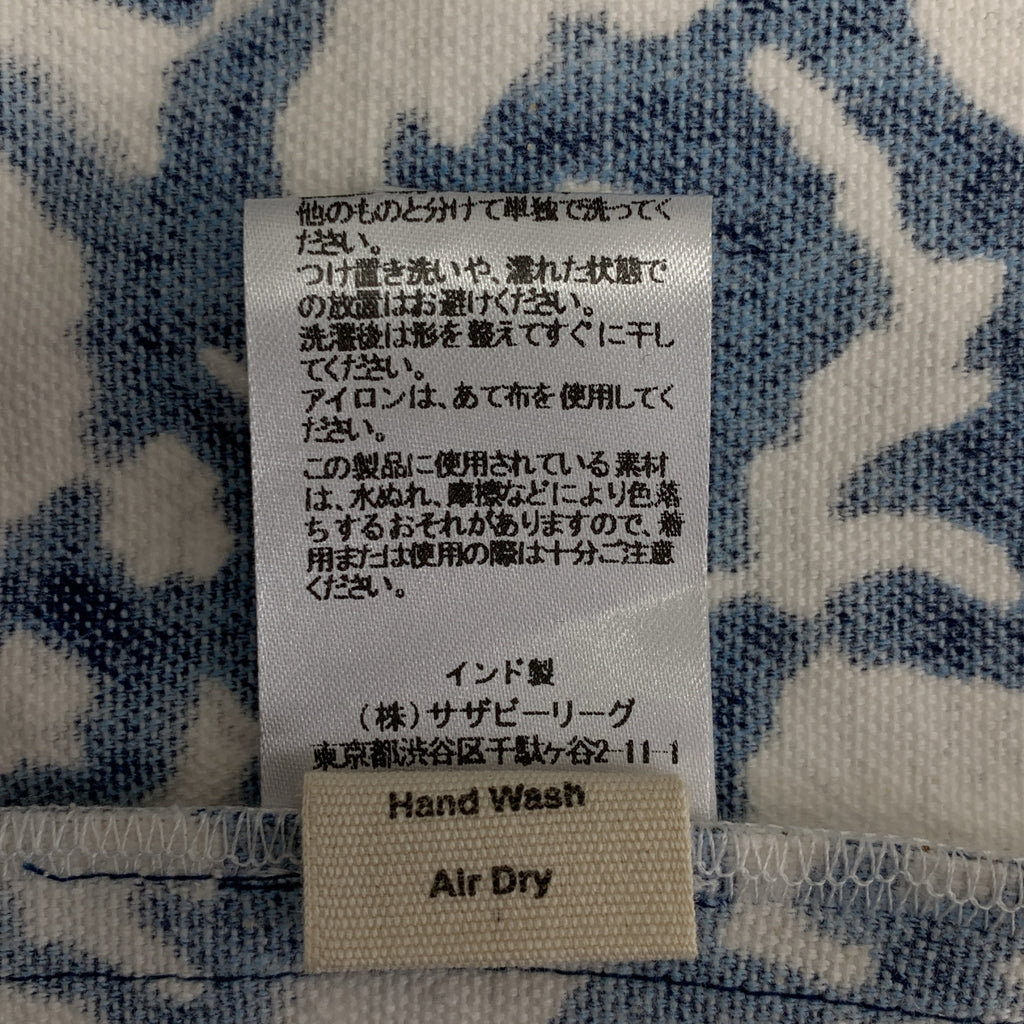 他のものと分けて単独で洗ってく
ださい。
つけ置き洗いや、濡れた状態で
の放置はお避けください。
洗濯後は形を整えてすぐに干し
てください。
アイロンは、あて布を使用してく
ださい。
この製品に使用されている素材
は、水ぬれ、摩擦などにより色落
ちするおそれがありますので、着
用または使用の際は十分ご注意
ください。
インド製
(株)サザビーリーグ
東京都渋谷区千駄ヶ谷2-11-1
Hand Wash
Air Dry